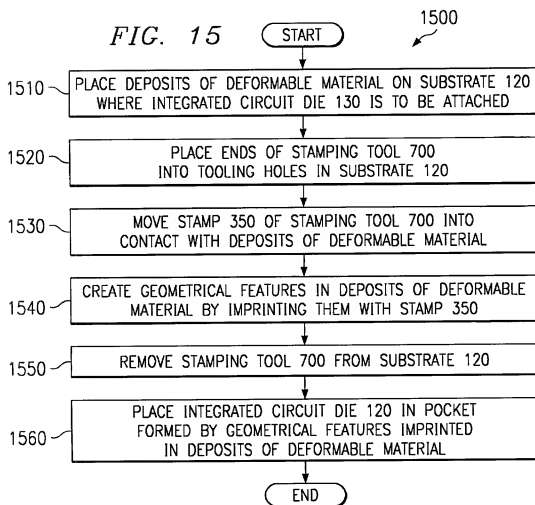 FIG. 15
START
1500
1510
PLACE DEPOSITS OF DEFORMABLE MATERIAL ON SUBSTRATE 120
WHERE INTEGRATED CIRCUIT DIE 130 IS TO BE ATTACHED
1520
PLACE ENDS OF STAMPING TOOL 700
INTO TOOLING HOLES IN SUBSTRATE 120
1530
MOVE STAMP 350 OF STAMPING TOOL 700 INTO
CONTACT WITH DEPOSITS OF DEFORMABLE MATERIAL
1540
CREATE GEOMETRICAL FEATURES IN DEPOSITS OF DEFORMABLE
MATERIAL BY IMPRINTING THEM WITH STAMP 350
1550
REMOVE STAMPING TOOL 700 FROM SUBSTRATE 120
1560
PLACE INTEGRATED CIRCUIT DIE 120 IN POCKET
FORMED BY GEOMETRICAL FEATURES IMPRINTED
IN DEPOSITS OF DEFORMABLE MATERIAL
END